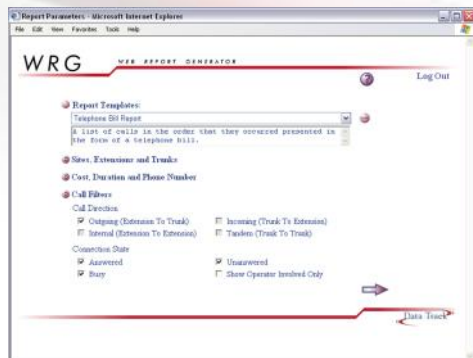 Report Parameters - Microsoft Internet Explorer
File Edit View Favorites Tools Help
WRG WEB REPORT GENERATOR
Log Out
Report Templates:
Telephone Bill Report
A list of calls in the order that they occurred presented in
the form of a telephone bill.
Sites, Extensions and Trunks
Cost, Duration and Phone Number
Call Filters
Call Direction
Outgoing (Extension To Trunk) Incoming (Trunk To Extension)
Internal (Extension To Extension) Tandem (Trunk To Trunk)
Connection State
Answered Unanswered
Busy Show Operator Involved Only
Data Track